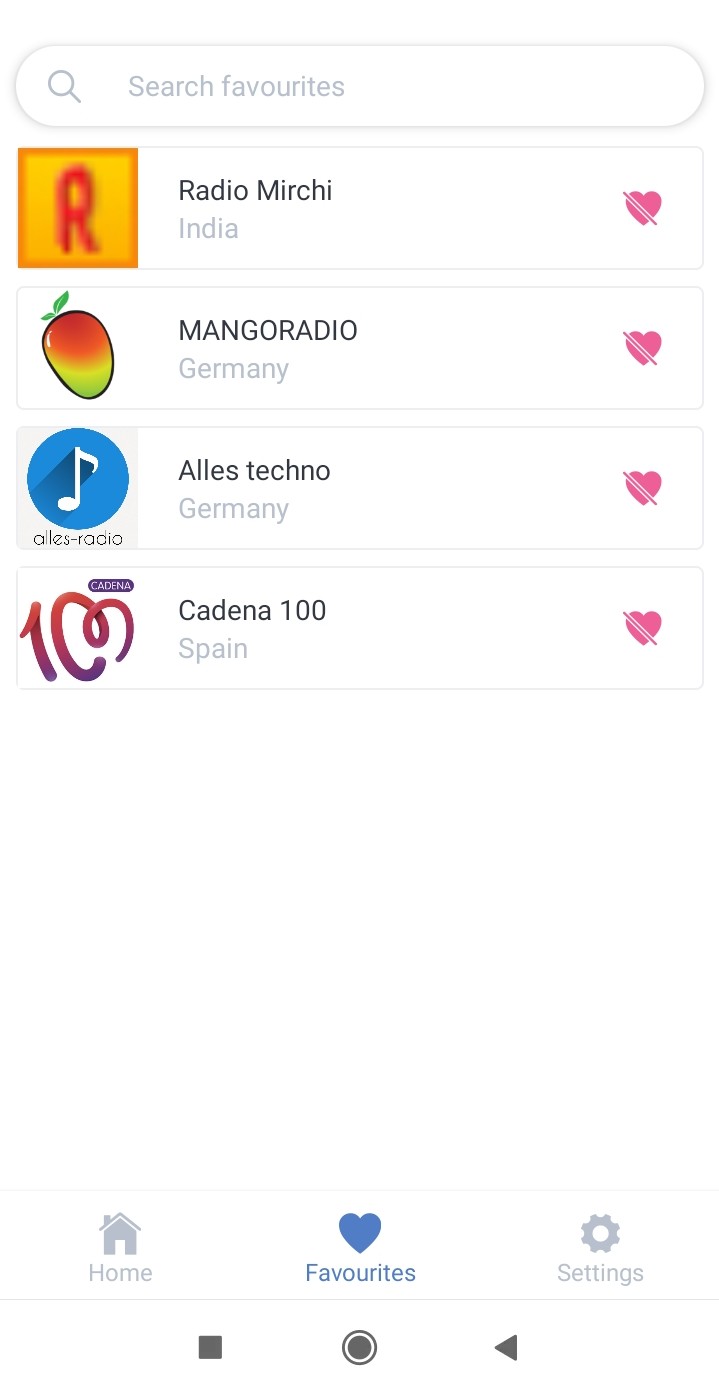 Search favourites
R
Radio Mirchi
India
MANGORADIO
Germany
alles-radio
Alles techno
Germany
CADENA
100
Cadena 100
Spain
Home
Favourites
Settings